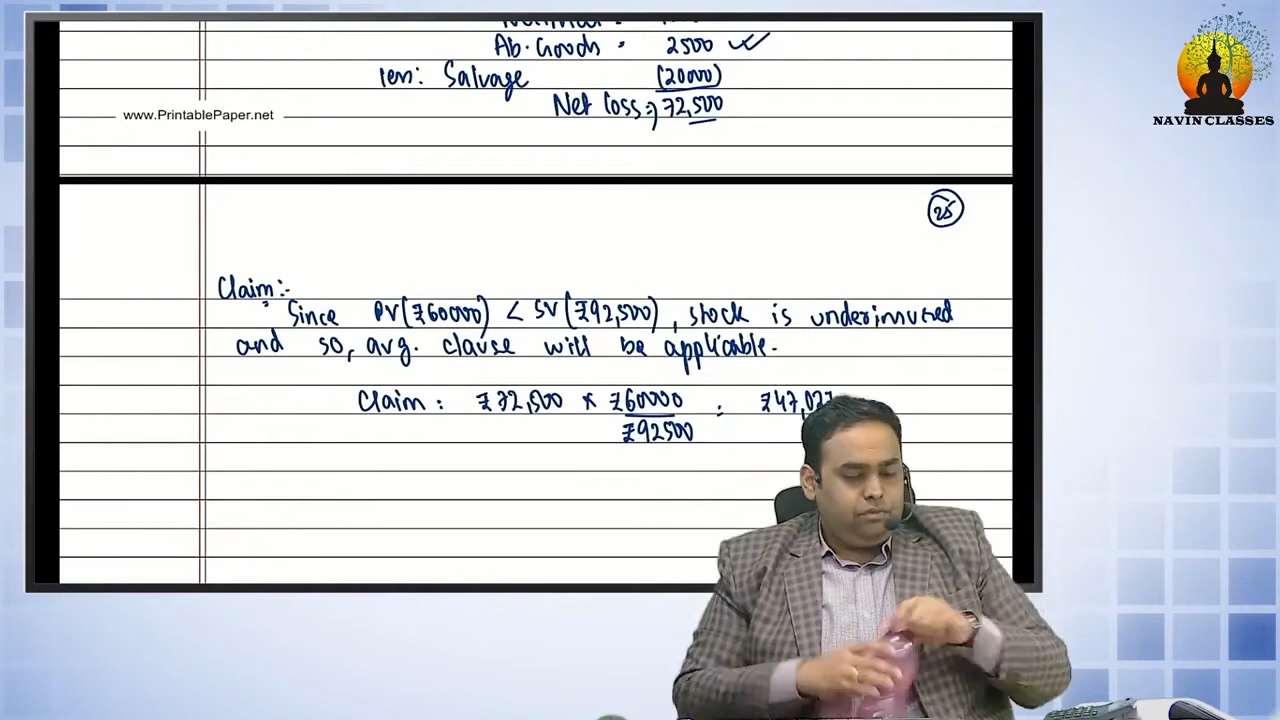 Ab. Goods = 2500
Less: Salvage (20000)
Net Loss => 72,500
www.PrintablePaper.net
NAVIN CLASSES
25
Claim:-
Since PV(₹60000) < SV(₹92,500), stock is underinsured
and so, avg. clause will be applicable.
Claim: ₹72,500 × ₹60000 = ₹47,027
₹92500